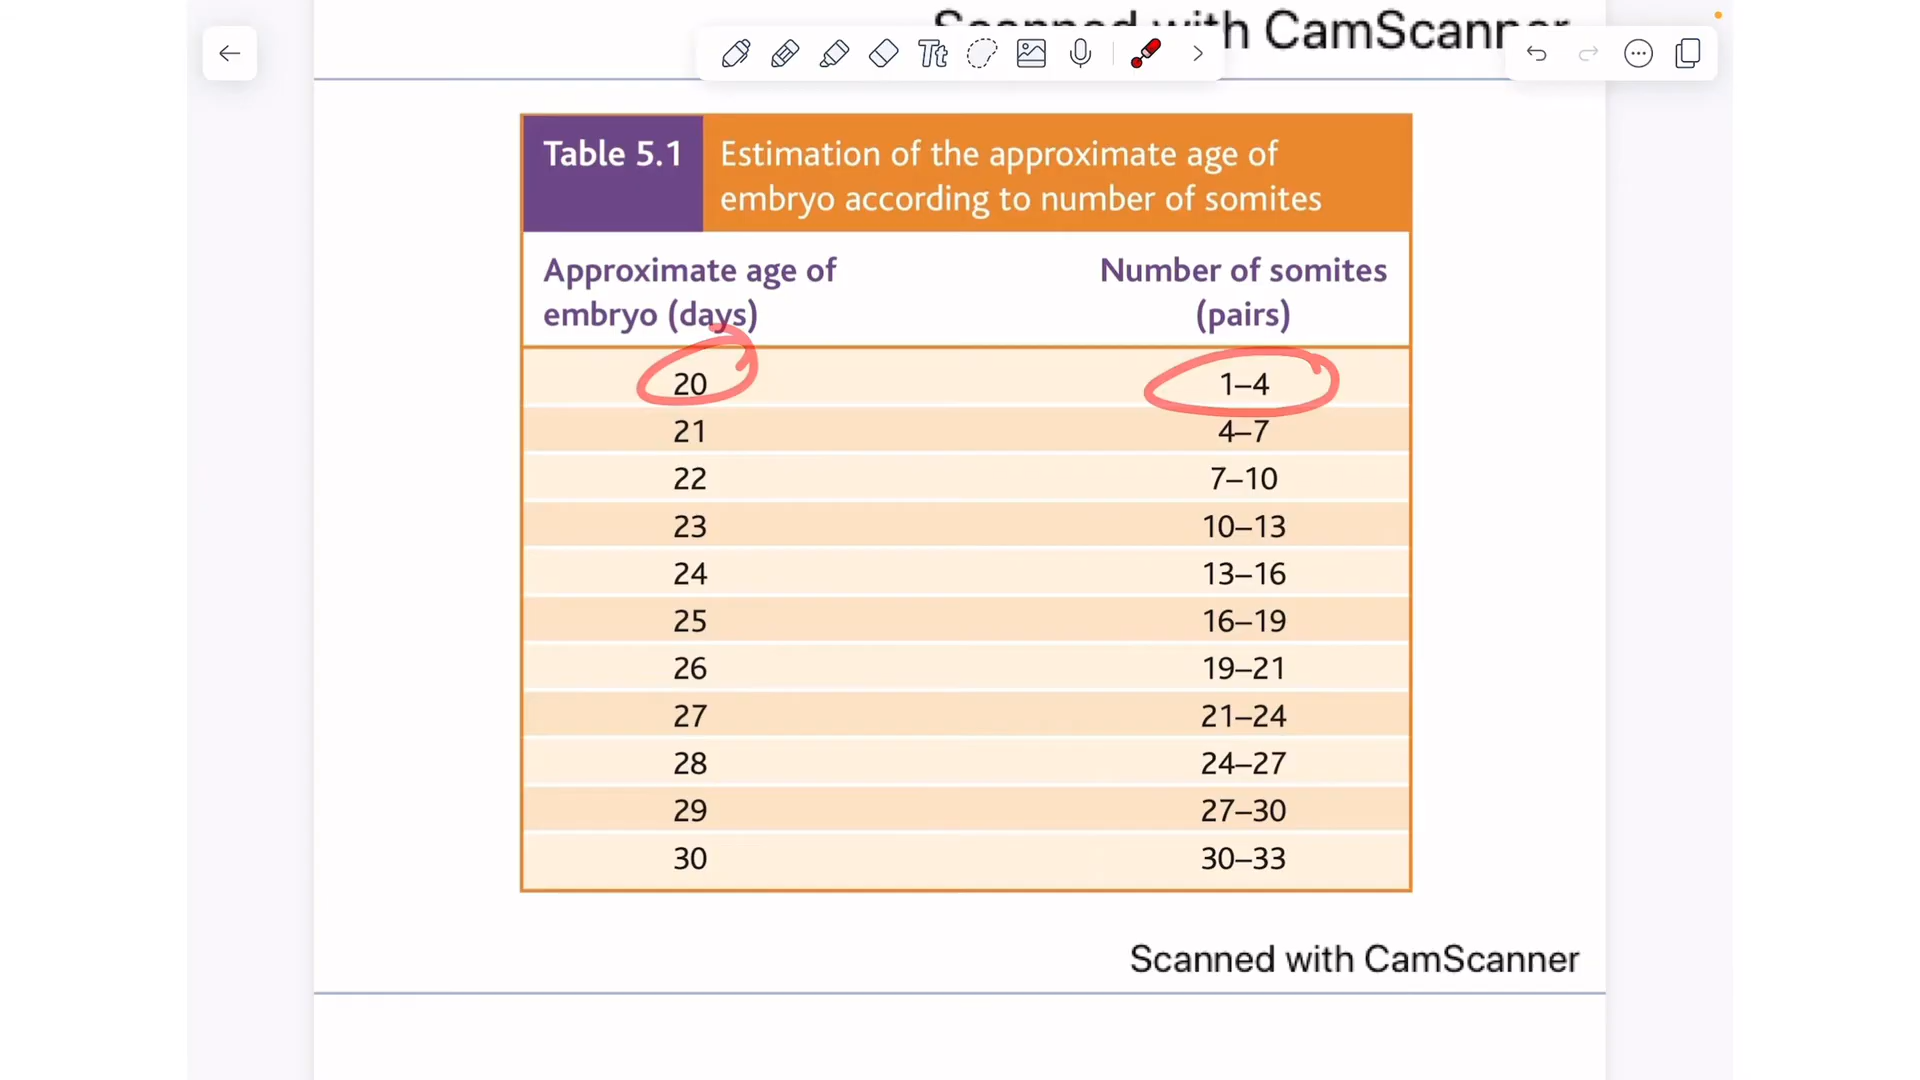 Scanned with CamScanner
Table 5.1
Estimation of the approximate age of
embryo according to number of somites
Approximate age of
embryo (days)
Number of somites
(pairs)
20 1–4
21 4–7
22 7–10
23 10–13
24 13–16
25 16–19
26 19–21
27 21–24
28 24–27
29 27–30
30 30–33
Scanned with CamScanner